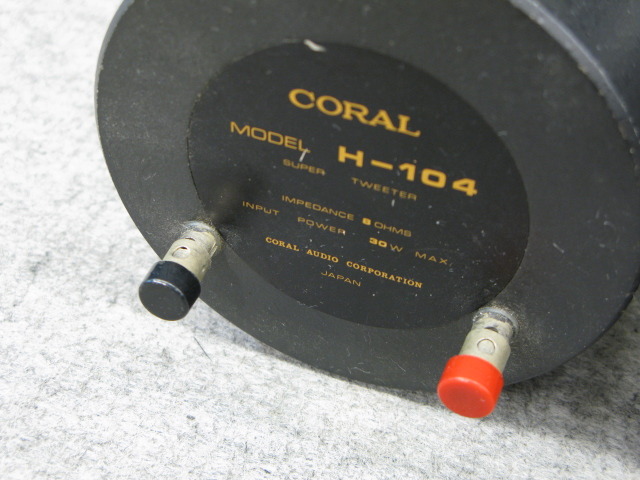 CORAL
MODEL H-104
SUPER TWEETER
IMPEDANCE 8 OHMS
INPUT POWER 30W MAX.
CORAL AUDIO CORPORATION
JAPAN